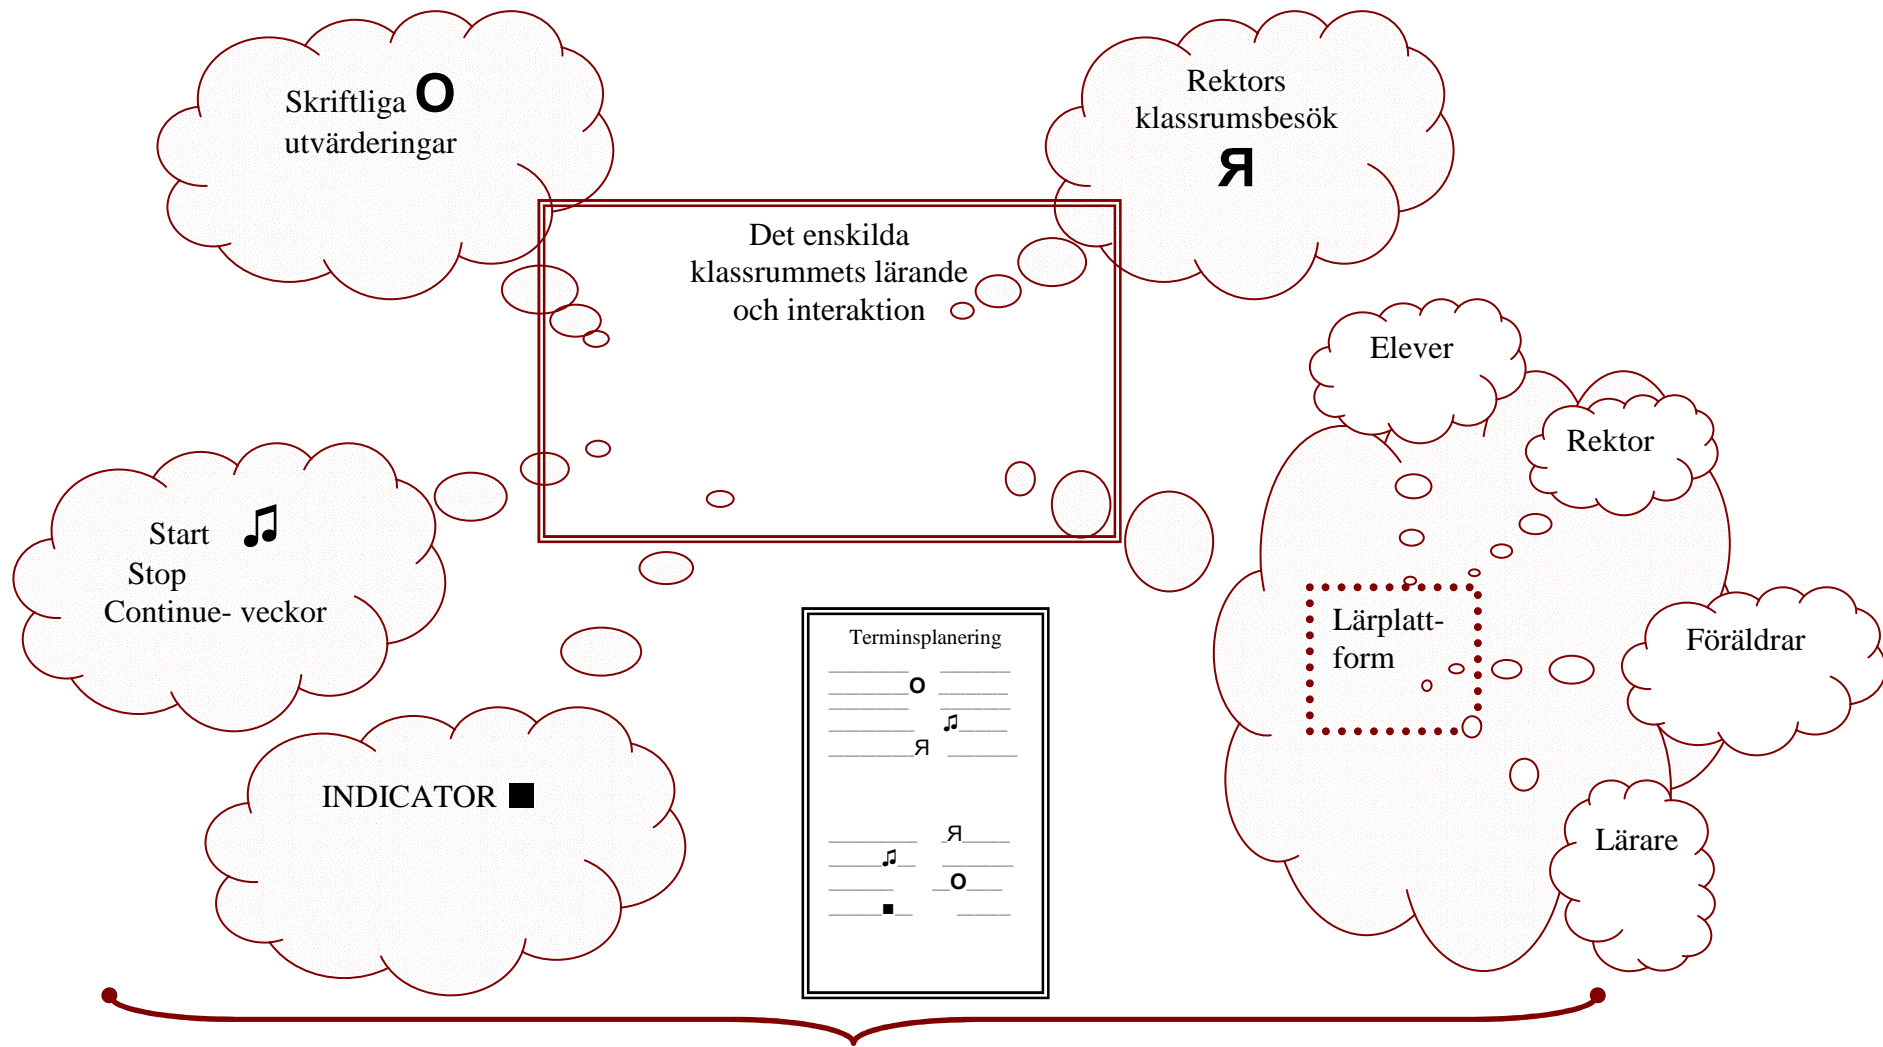 Skriftliga O
utvärderingar
Rektors
klassrumsbesök
Я
Det enskilda
klassrummets lärande
och interaktion
Elever
Rektor
Start ♫
Stop
Continue- veckor
Lärplatt-
form
Föräldrar
Terminsplanering
O
♫
Я
Я
♫
O
■
INDICATOR ■
Lärare